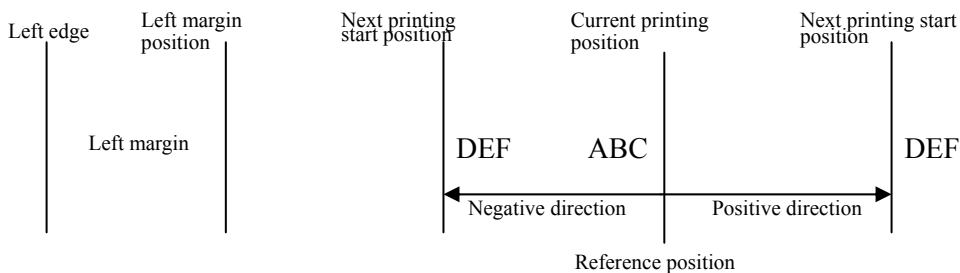 Left edge
Left margin
position
Next printing
start position
Current printing
position
Next printing start
position
Left margin
DEF
ABC
DEF
Negative direction
Positive direction
Reference position